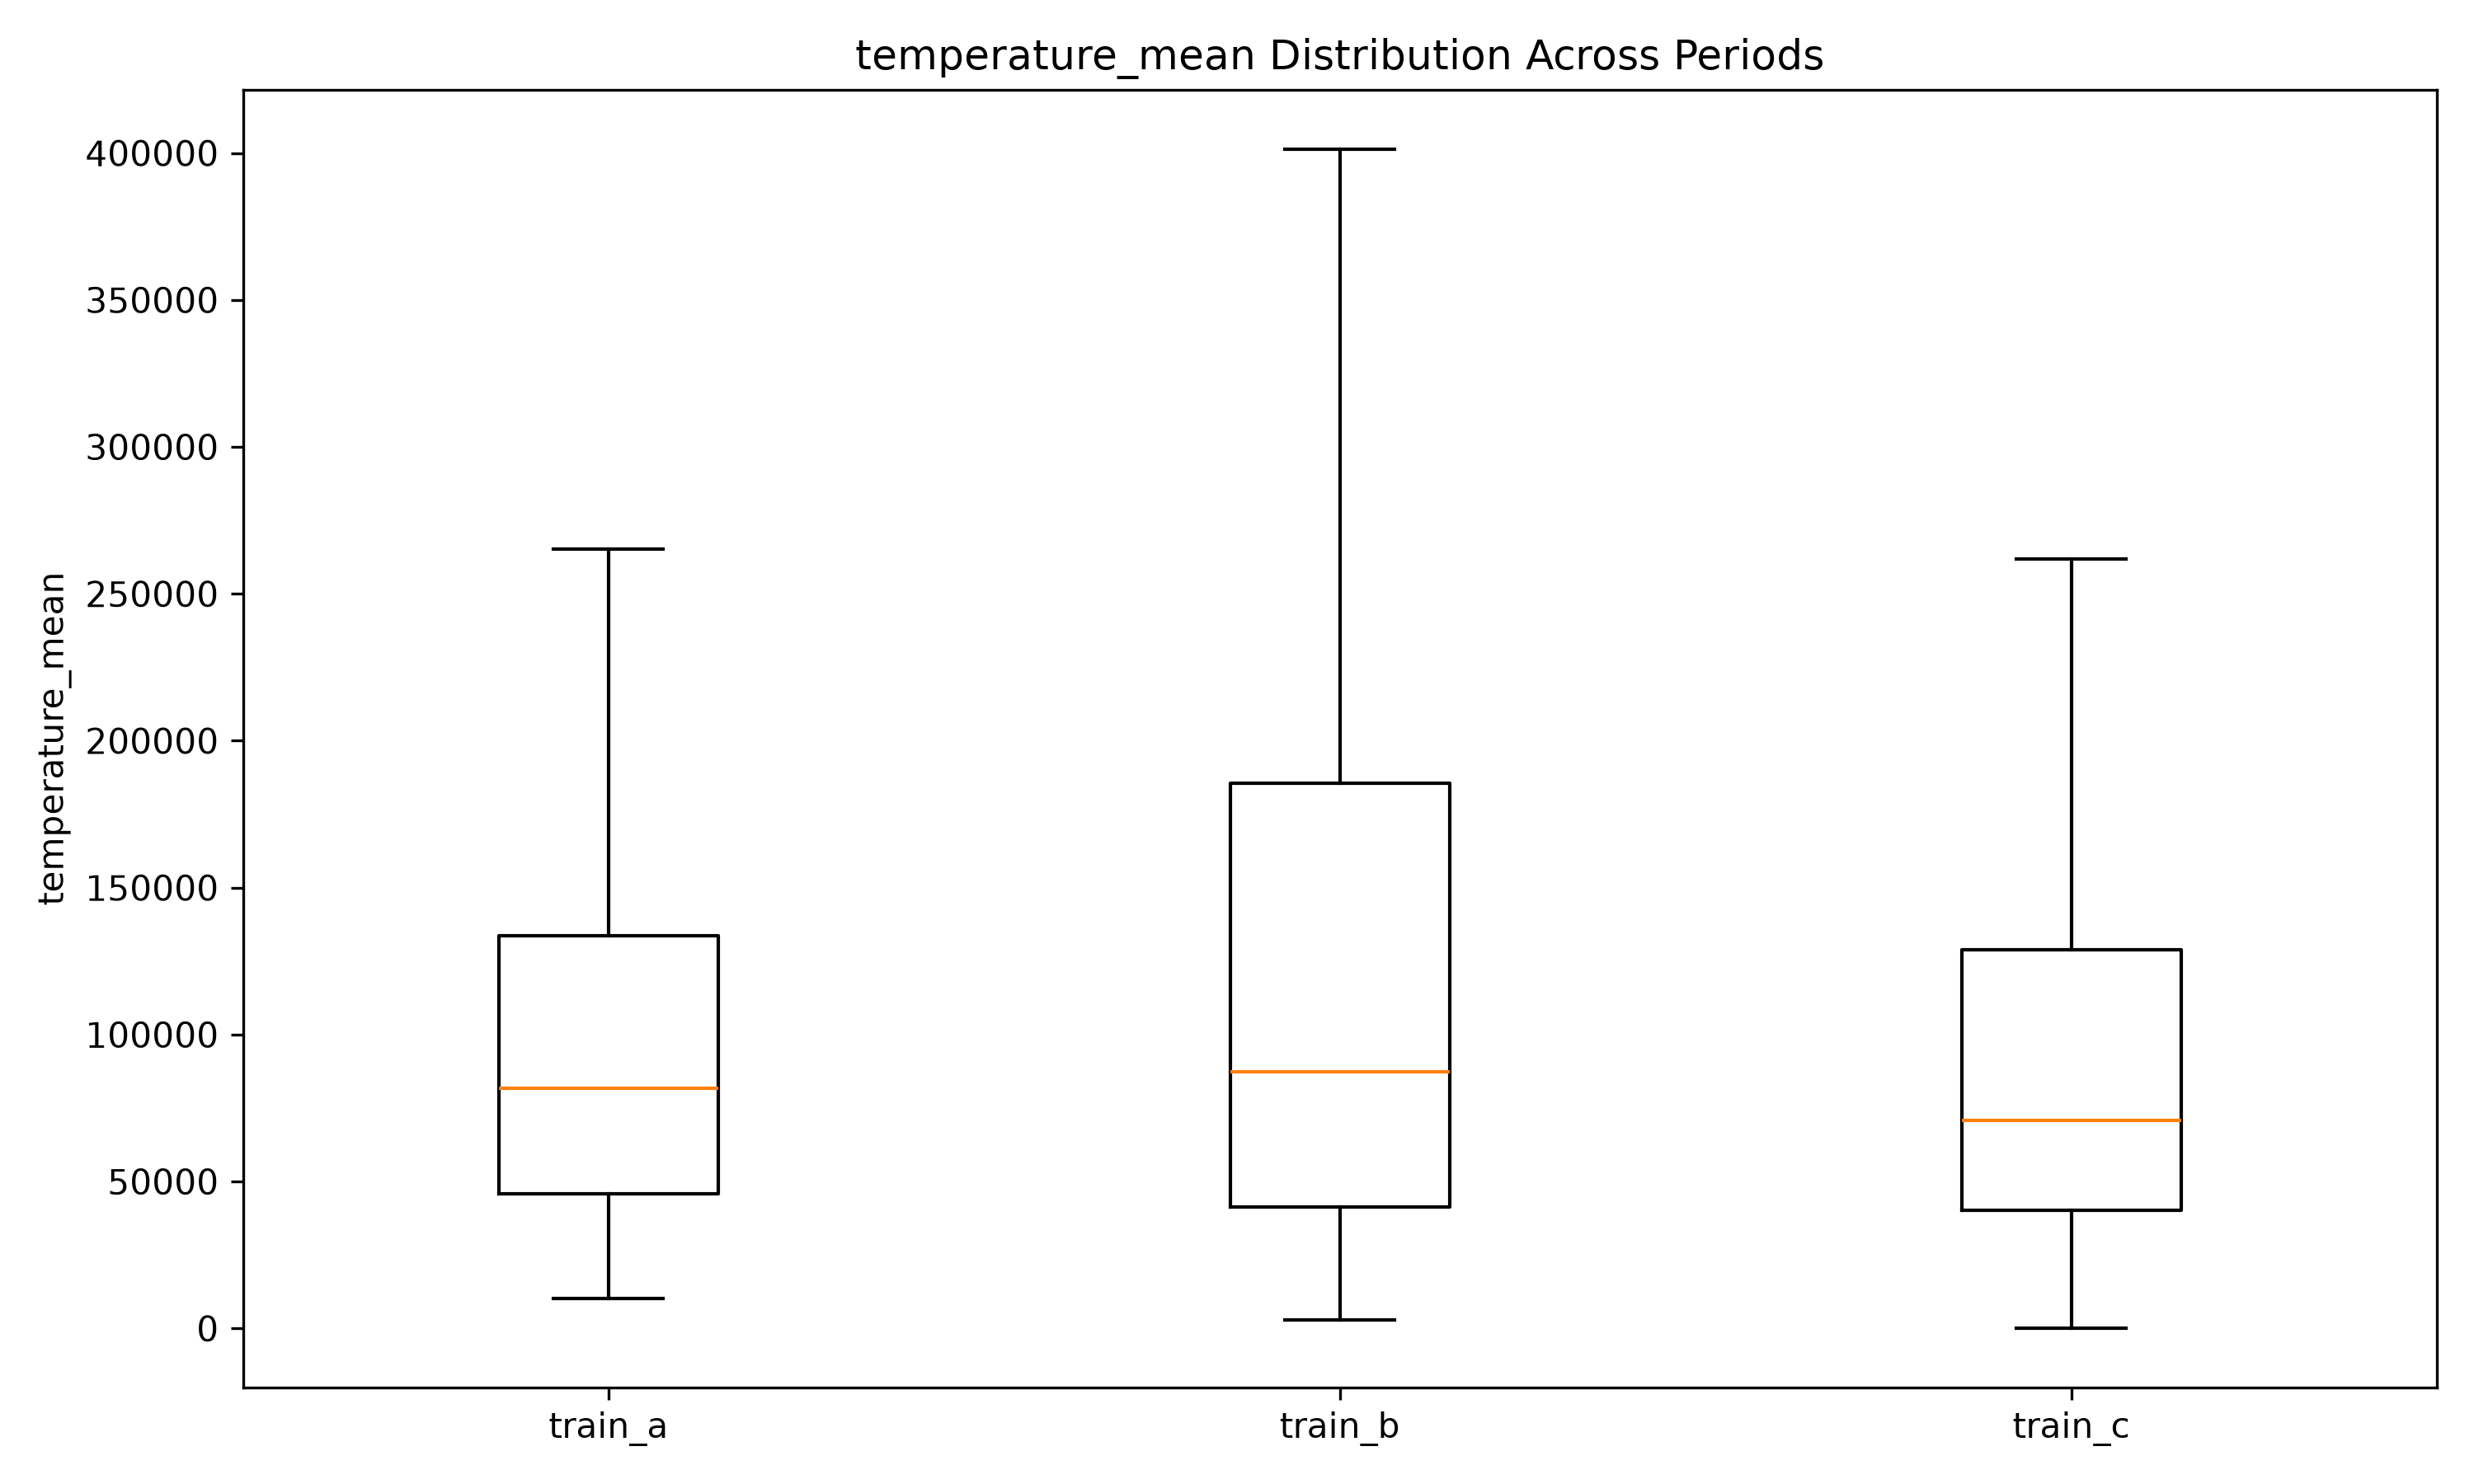 temperature_mean Distribution Across Periods
temperature_mean
400000
350000
300000
250000
200000
150000
100000
50000
0
train_a
train_b
train_c